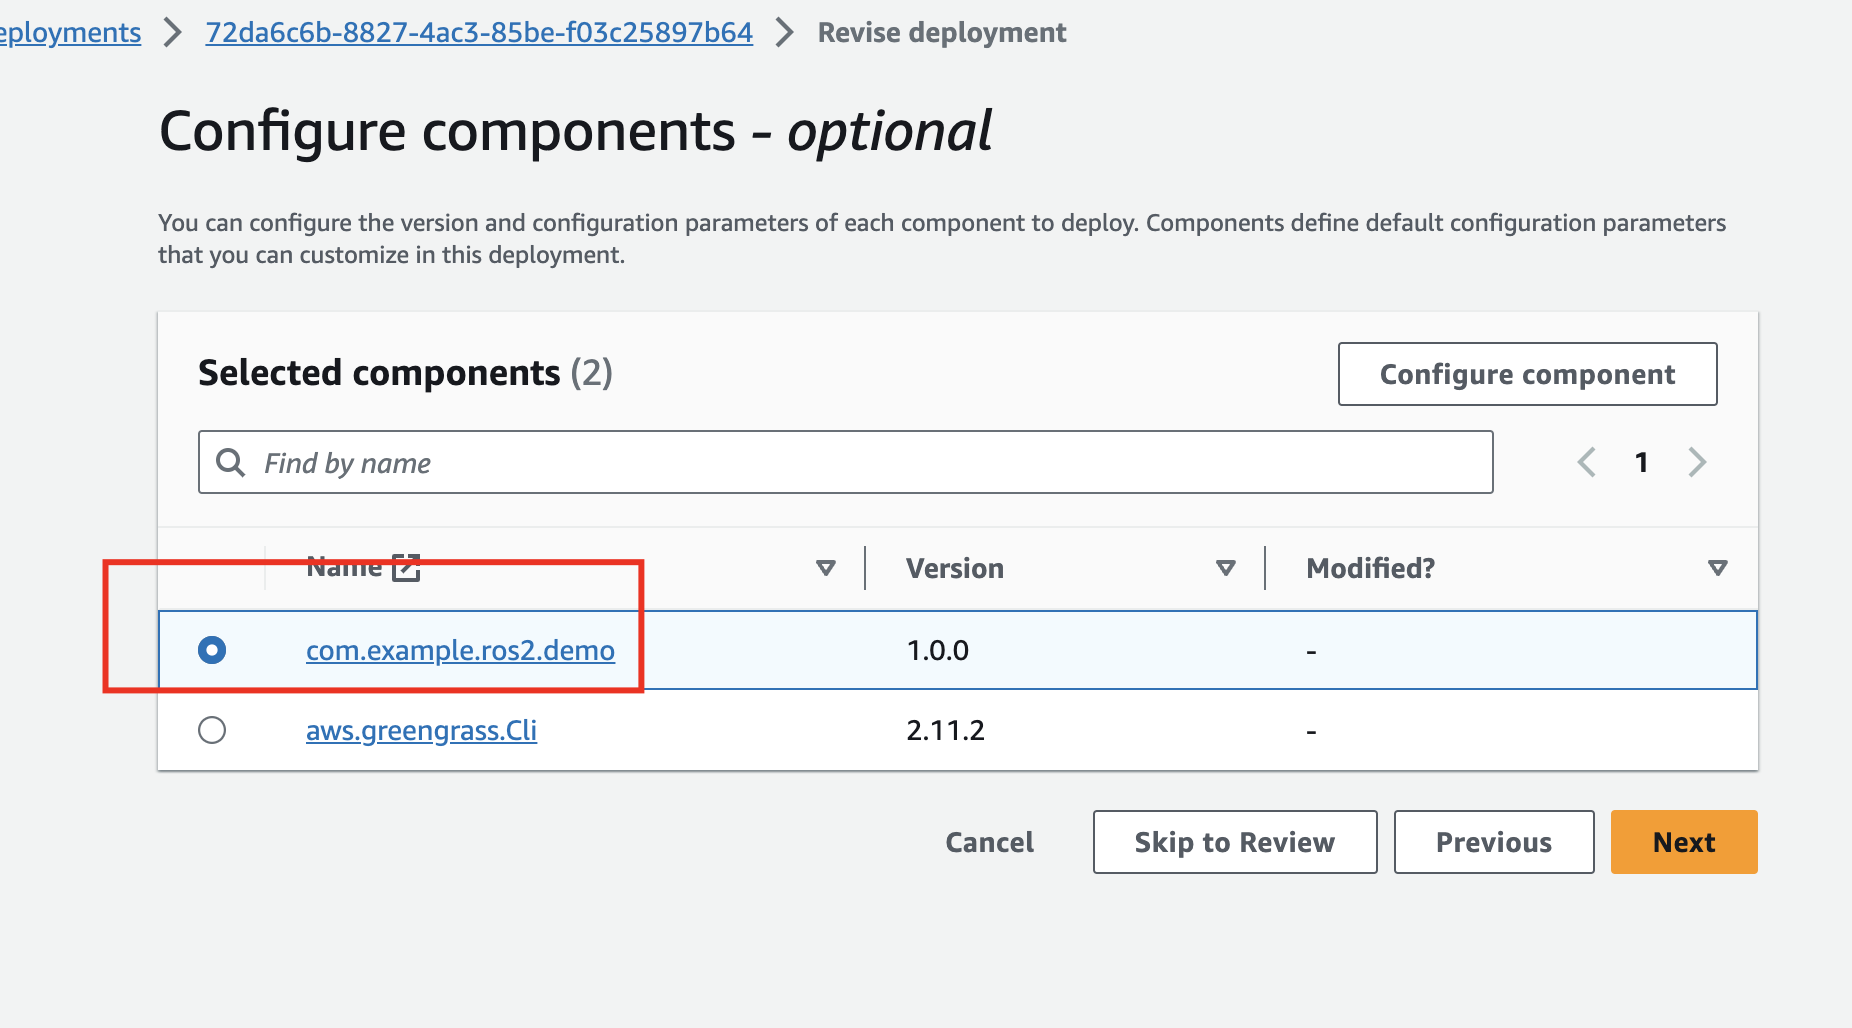 eployments > 72da6c6b-8827-4ac3-85be-f03c25897b64 > Revise deployment
Configure components - optional
You can configure the version and configuration parameters of each component to deploy. Components define default configuration parameters
that you can customize in this deployment.
Selected components (2)
Configure component
Find by name
1
Name
Version
Modified?
com.example.ros2.demo
1.0.0
-
aws.greengrass.Cli
2.11.2
-
Cancel
Skip to Review
Previous
Next